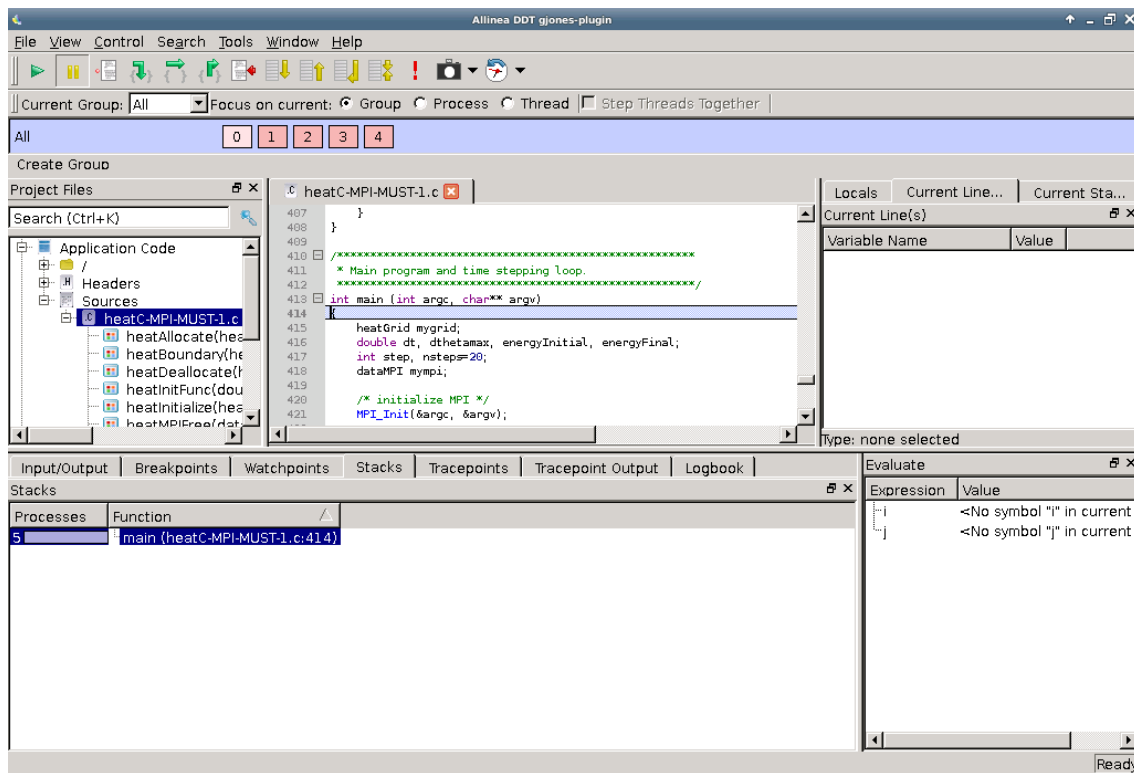 Allinea DDT gjones-plugin
File View Control Search Tools Window Help
Current Group: All Focus on current: Group Process Thread Step Threads Together
All 0 1 2 3 4
Create Group
Project Files
Search (Ctrl+K)
Application Code
/
Headers
Sources
heatC-MPI-MUST-1.c
heatAllocate(hea
heatBoundary(he
heatDeallocate(h
heatInitFunc(dou
heatInitialize(hea
heatMPIFree(dat
heatC-MPI-MUST-1.c
407 }
408 }
409
410 /********************************************************
411 * Main program and time stepping loop.
412 ********************************************************/
413 int main (int argc, char** argv)
414 {
415 heatGrid mygrid;
416 double dt, dthetamax, energyInitial, energyFinal;
417 int step, nsteps=20;
418 dataMPI mympi;
419
420 /* initialize MPI */
421 MPI_Init(&argc, &argv);
Locals Current Line... Current Sta...
Current Line(s)
Variable Name Value
Type: none selected
Input/Output Breakpoints Watchpoints Stacks Tracepoints Tracepoint Output Logbook
Stacks
Processes Function
5 main (heatC-MPI-MUST-1.c:414)
Evaluate
Expression Value
i <No symbol "i" in current
j <No symbol "j" in current
Ready